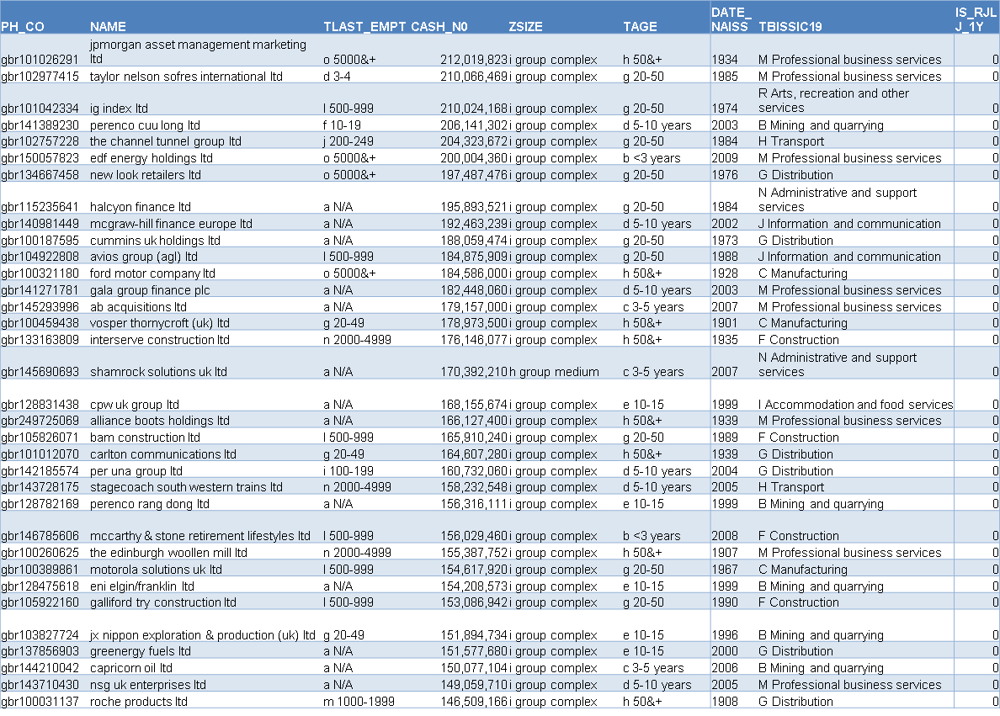 PH_CO NAME TLAST_EMPT CASH_N0 ZSIZE TAGE DATE_NAISS TBISSIC19 IS_RJLJ_1Y
gbr101026291 jpmorgan asset management marketing ltd o 5000&+ 212,019,823 i group complex h 50&+ 1934 M Professional business services 0
gbr102977415 taylor nelson sofres international ltd d 3-4 210,066,469 i group complex g 20-50 1985 M Professional business services 0
gbr101042334 ig index ltd l 500-999 210,024,168 i group complex g 20-50 1974 R Arts, recreation and other services 0
gbr141389230 perenco cuu long ltd f 10-19 206,141,302 i group complex d 5-10 years 2003 B Mining and quarrying 0
gbr102757228 the channel tunnel group ltd j 200-249 204,323,672 i group complex g 20-50 1984 H Transport 0
gbr150057823 edf energy holdings ltd o 5000&+ 200,004,360 i group complex b <3 years 2009 M Professional business services 0
gbr134667458 new look retailers ltd o 5000&+ 197,487,476 i group complex g 20-50 1976 G Distribution 0
gbr115235641 halcyon finance ltd a N/A 195,893,521 i group complex g 20-50 1984 N Administrative and support services 0
gbr140981449 mcgraw-hill finance europe ltd a N/A 192,463,239 i group complex d 5-10 years 2002 J Information and communication 0
gbr100187595 cummins uk holdings ltd a N/A 188,059,474 i group complex g 20-50 1973 G Distribution 0
gbr104922808 avios group (agl) ltd l 500-999 184,875,909 i group complex g 20-50 1988 J Information and communication 0
gbr100321180 ford motor company ltd o 5000&+ 184,586,000 i group complex h 50&+ 1928 C Manufacturing 0
gbr141271781 gala group finance plc a N/A 182,448,060 i group complex d 5-10 years 2003 M Professional business services 0
gbr145293996 ab acquisitions ltd a N/A 179,157,000 i group complex c 3-5 years 2007 M Professional business services 0
gbr100459438 vosper thornycroft (uk) ltd g 20-49 178,973,500 i group complex h 50&+ 1901 C Manufacturing 0
gbr133163809 interserve construction ltd n 2000-4999 176,146,077 i group complex h 50&+ 1935 F Construction 0
gbr145690693 shamrock solutions uk ltd a N/A 170,392,210 h group medium c 3-5 years 2007 N Administrative and support services 0
gbr128831438 cpw uk group ltd a N/A 168,155,674 i group complex e 10-15 1999 I Accommodation and food services 0
gbr249725069 alliance boots holdings ltd a N/A 166,127,400 i group complex h 50&+ 1939 M Professional business services 0
gbr105826071 bam construction ltd l 500-999 165,910,240 i group complex g 20-50 1989 F Construction 0
gbr101012070 carlton communications ltd g 20-49 164,607,280 i group complex h 50&+ 1939 G Distribution 0
gbr142185574 per una group ltd i 100-199 160,732,060 i group complex d 5-10 years 2004 G Distribution 0
gbr143728175 stagecoach south western trains ltd n 2000-4999 158,232,548 i group complex d 5-10 years 2005 H Transport 0
gbr128782169 perenco rang dong ltd a N/A 156,316,111 i group complex e 10-15 1999 B Mining and quarrying 0
gbr146785606 mccarthy & stone retirement lifestyles ltd l 500-999 156,029,460 i group complex b <3 years 2008 F Construction 0
gbr100260625 the edinburgh woollen mill ltd n 2000-4999 155,387,752 i group complex h 50&+ 1907 M Professional business services 0
gbr100389861 motorola solutions uk ltd l 500-999 154,617,920 i group complex g 20-50 1967 C Manufacturing 0
gbr128475618 eni elgin/franklin ltd a N/A 154,208,573 i group complex e 10-15 1999 B Mining and quarrying 0
gbr105922160 galliford try construction ltd l 500-999 153,086,942 i group complex g 20-50 1990 F Construction 0
gbr103827724 jx nippon exploration & production (uk) ltd g 20-49 151,894,734 i group complex e 10-15 1996 B Mining and quarrying 0
gbr137856903 greenergy fuels ltd a N/A 151,577,680 i group complex e 10-15 2000 G Distribution 0
gbr144210042 capricorn oil ltd a N/A 150,077,104 i group complex c 3-5 years 2006 B Mining and quarrying 0
gbr143710430 nsg uk enterprises ltd a N/A 149,059,710 i group complex d 5-10 years 2005 M Professional business services 0
gbr100031137 roche products ltd m 1000-1999 146,509,166 i group complex h 50&+ 1908 G Distribution 0